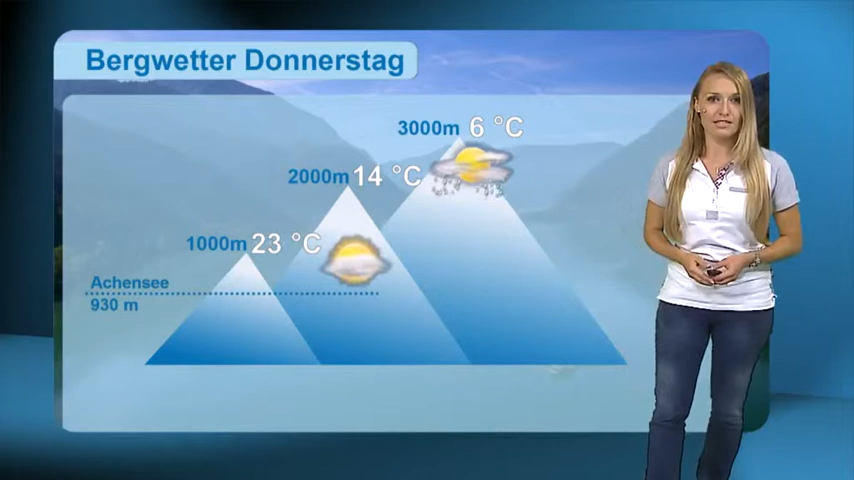 Bergwetter Donnerstag
3000m 6 °C
2000m 14 °C
1000m 23 °C
Achensee
930 m